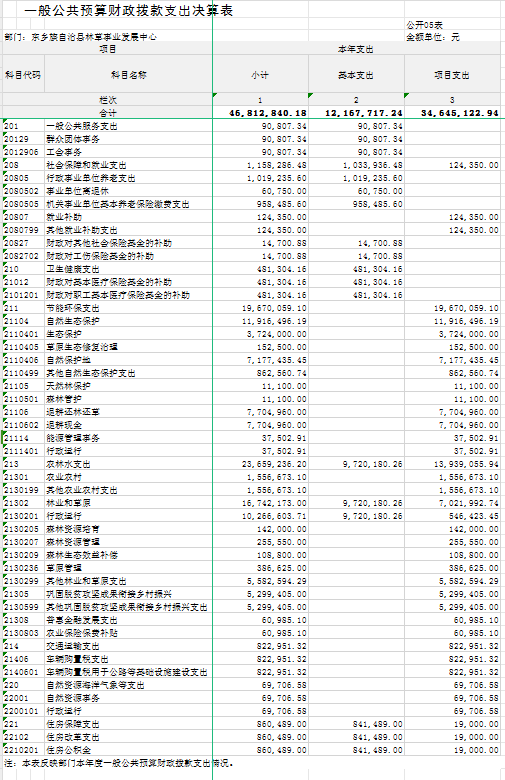 一般公共预算财政拨款支出决算表
公开05表
部门：东乡族自治县林草事业发展中心 金额单位：元
项目 本年支出
科目代码 科目名称 小计 基本支出 项目支出
栏次 1 2 3
合计 46,812,840.18 12,167,717.24 34,645,122.94
201 一般公共服务支出 90,807.34 90,807.34
20129 群众团体事务 90,807.34 90,807.34
2012906 工会事务 90,807.34 90,807.34
208 社会保障和就业支出 1,158,286.48 1,033,936.48 124,350.00
20805 行政事业单位养老支出 1,019,235.60 1,019,235.60
2080502 事业单位离退休 60,750.00 60,750.00
2080505 机关事业单位基本养老保险缴费支出 958,485.60 958,485.60
20807 就业补助 124,350.00 124,350.00
2080799 其他就业补助支出 124,350.00 124,350.00
20827 财政对其他社会保险基金的补助 14,700.88 14,700.88
2082702 财政对工伤保险基金的补助 14,700.88 14,700.88
210 卫生健康支出 481,304.16 481,304.16
21012 财政对基本医疗保险基金的补助 481,304.16 481,304.16
2101201 财政对职工基本医疗保险基金的补助 481,304.16 481,304.16
211 节能环保支出 19,670,059.10 19,670,059.10
21104 自然生态保护 11,916,496.19 11,916,496.19
2110401 生态保护 3,724,000.00 3,724,000.00
2110405 草原生态修复治理 152,500.00 152,500.00
2110406 自然保护地 7,177,435.45 7,177,435.45
2110499 其他自然生态保护支出 862,560.74 862,560.74
21105 天然林保护 11,100.00 11,100.00
2110501 森林管护 11,100.00 11,100.00
21106 退耕还林还草 7,704,960.00 7,704,960.00
2110602 退耕现金 7,704,960.00 7,704,960.00
21114 能源管理事务 37,502.91 37,502.91
2111401 行政运行 37,502.91 37,502.91
213 农林水支出 23,659,236.20 9,720,180.26 13,939,055.94
21301 农业农村 1,556,673.10 1,556,673.10
2130199 其他农业农村支出 1,556,673.10 1,556,673.10
21302 林业和草原 16,742,173.00 9,720,180.26 7,021,992.74
2130201 行政运行 10,266,603.71 9,720,180.26 546,423.45
2130205 森林资源培育 142,000.00 142,000.00
2130207 森林资源管理 255,550.00 255,550.00
2130209 森林生态效益补偿 108,800.00 108,800.00
2130236 草原管理 386,625.00 386,625.00
2130299 其他林业和草原支出 5,582,594.29 5,582,594.29
21305 巩固脱贫攻坚成果衔接乡村振兴 5,299,405.00 5,299,405.00
2130599 其他巩固脱贫攻坚成果衔接乡村振兴支出 5,299,405.00 5,299,405.00
21308 普惠金融发展支出 60,985.10 60,985.10
2130803 农业保险保费补贴 60,985.10 60,985.10
214 交通运输支出 822,951.32 822,951.32
21406 车辆购置税支出 822,951.32 822,951.32
2140601 车辆购置税用于公路等基础设施建设支出 822,951.32 822,951.32
220 自然资源海洋气象等支出 69,706.58 69,706.58
22001 自然资源事务 69,706.58 69,706.58
2200101 行政运行 69,706.58 69,706.58
221 住房保障支出 860,489.00 841,489.00 19,000.00
22102 住房改革支出 860,489.00 841,489.00 19,000.00
2210201 住房公积金 860,489.00 841,489.00 19,000.00
注：本表反映部门本年度一般公共预算财政拨款支出情况。